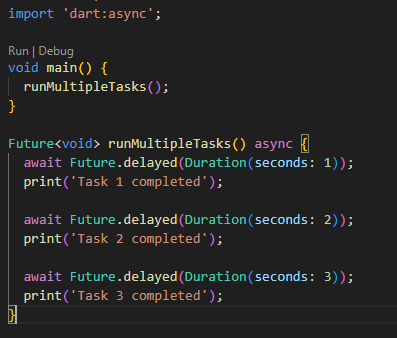 import 'dart:async';
Run | Debug
void main() {
  runMultipleTasks();
}
Future<void> runMultipleTasks() async {
  await Future.delayed(Duration(seconds: 1));
  print('Task 1 completed');
  await Future.delayed(Duration(seconds: 2));
  print('Task 2 completed');
  await Future.delayed(Duration(seconds: 3));
  print('Task 3 completed');
}